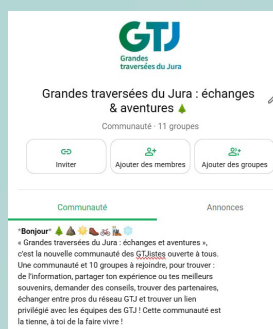 GTJ
Grandes
traversées du Jura
Grandes traversées du Jura : échanges
& aventures 🌲
Communauté · 11 groupes
Inviter
Ajouter des membres
Ajouter des groupes
Communauté
Annonces
*Bonjour* 🌲⛰️☀️🥾🚲🐎❄️
« Grandes traversées du Jura : échanges et aventures »,
c'est la nouvelle communauté des GTJistes ouverte à tous.
Une communauté et 10 groupes à rejoindre, pour trouver :
de l'information, partager ton expérience ou tes meilleurs
souvenirs, demander des conseils, trouver des partenaires,
échanger entre pros du réseau GTJ et trouver un lien
privilégié avec les équipes des GTJ ! Cette communauté est
la tienne, à toi de la faire vivre !